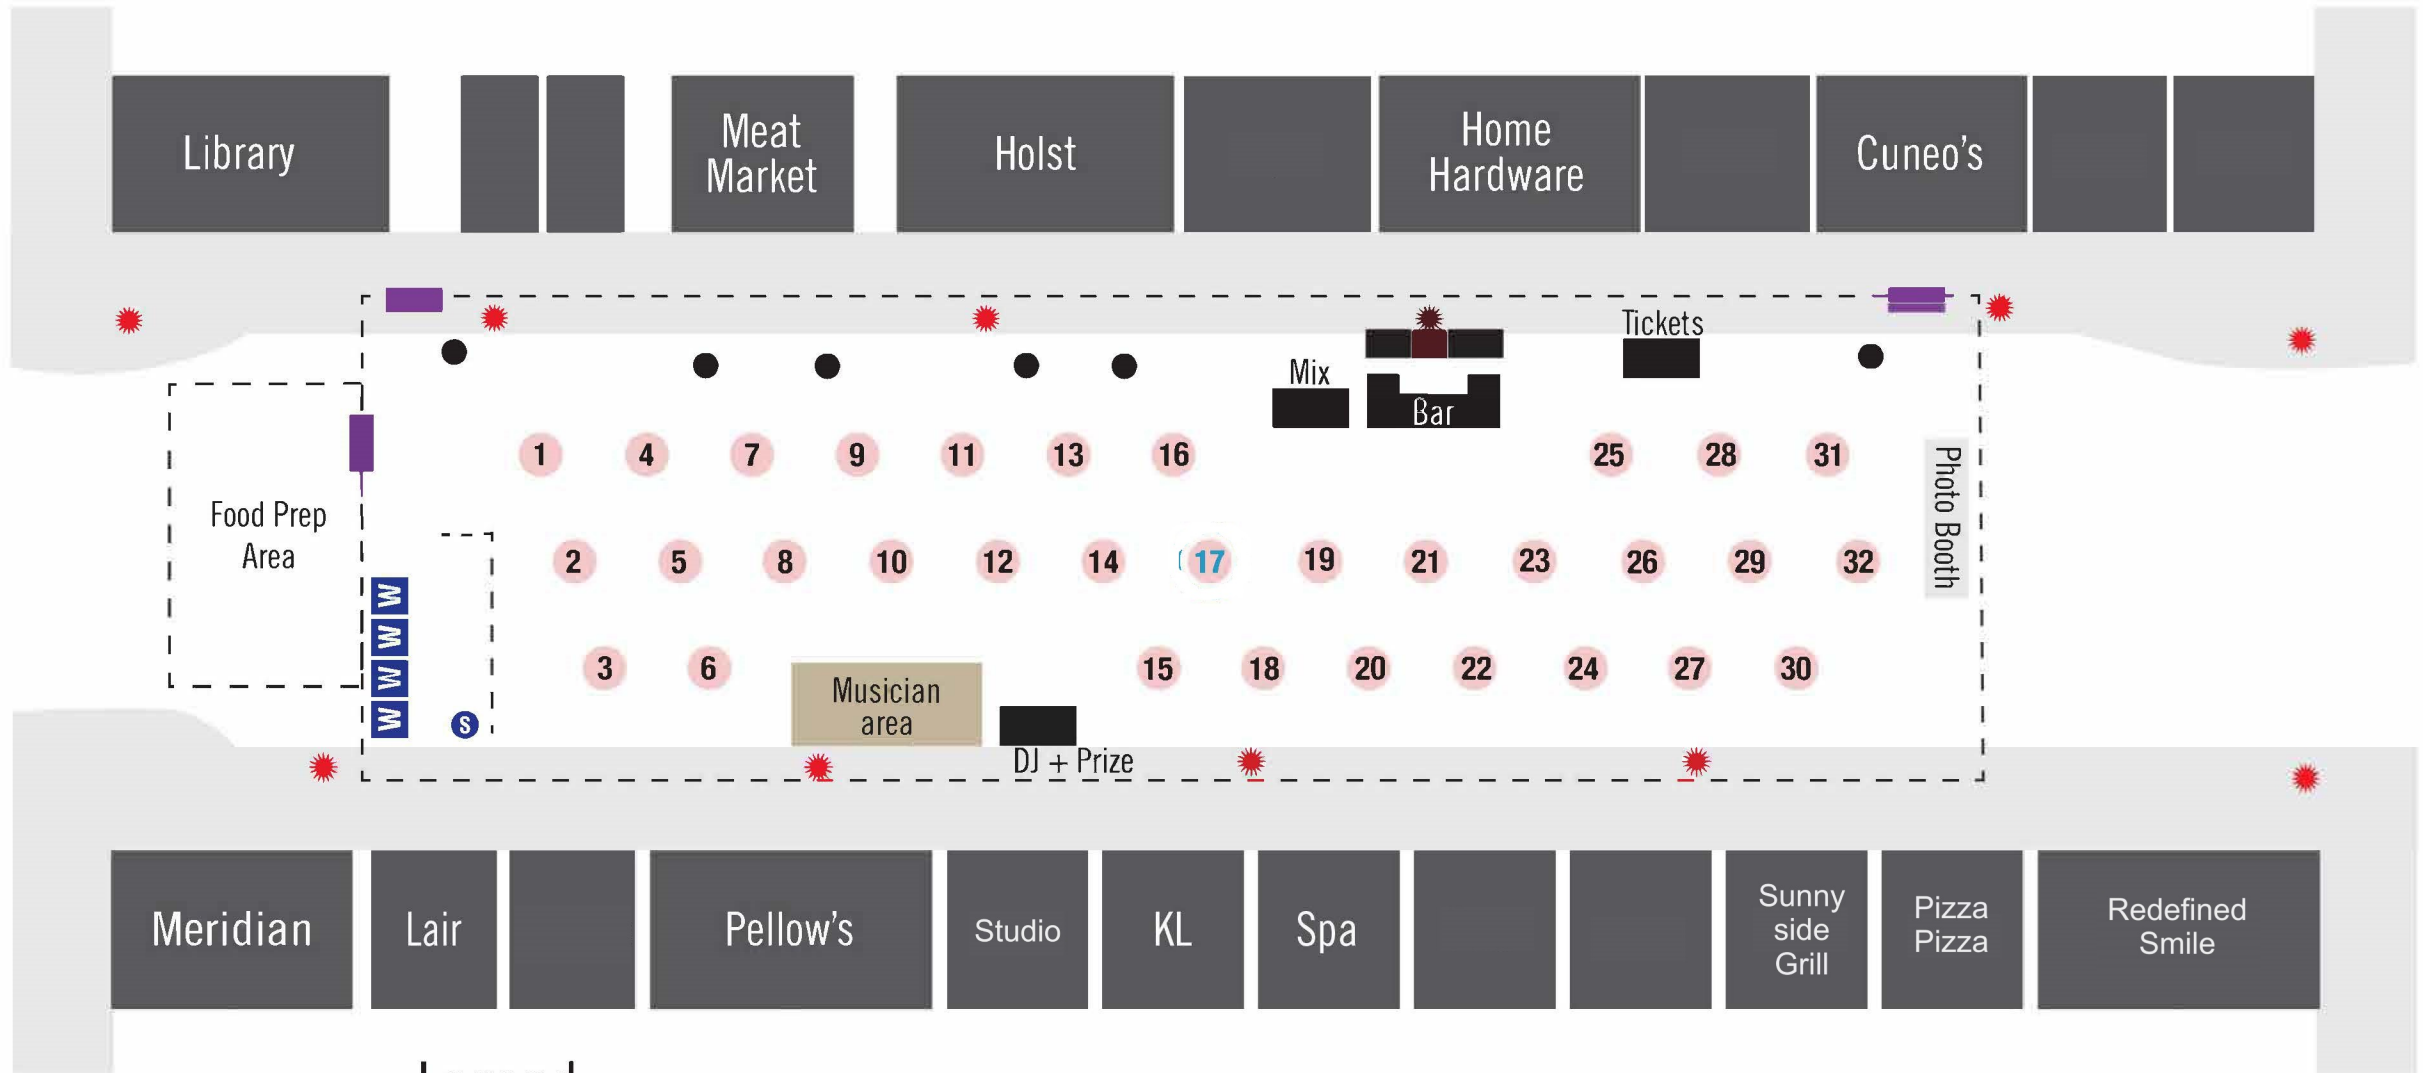 Library
Meat
Market
Holst
Home
Hardware
Cuneo's
Tickets
Mix
Bar
1 4 7 9 11 13 16 25 28 31
Photo Booth
Food Prep
Area
2 5 8 10 12 14 17 19 21 23 26 29 32
W
W
W
W
S
3 6 15 18 20 22 24 27 30
Musician
area
DJ + Prize
Meridian
Lair
Pellow's
Studio
KL
Spa
Sunny
side
Grill
Pizza
Pizza
Redefined
Smile